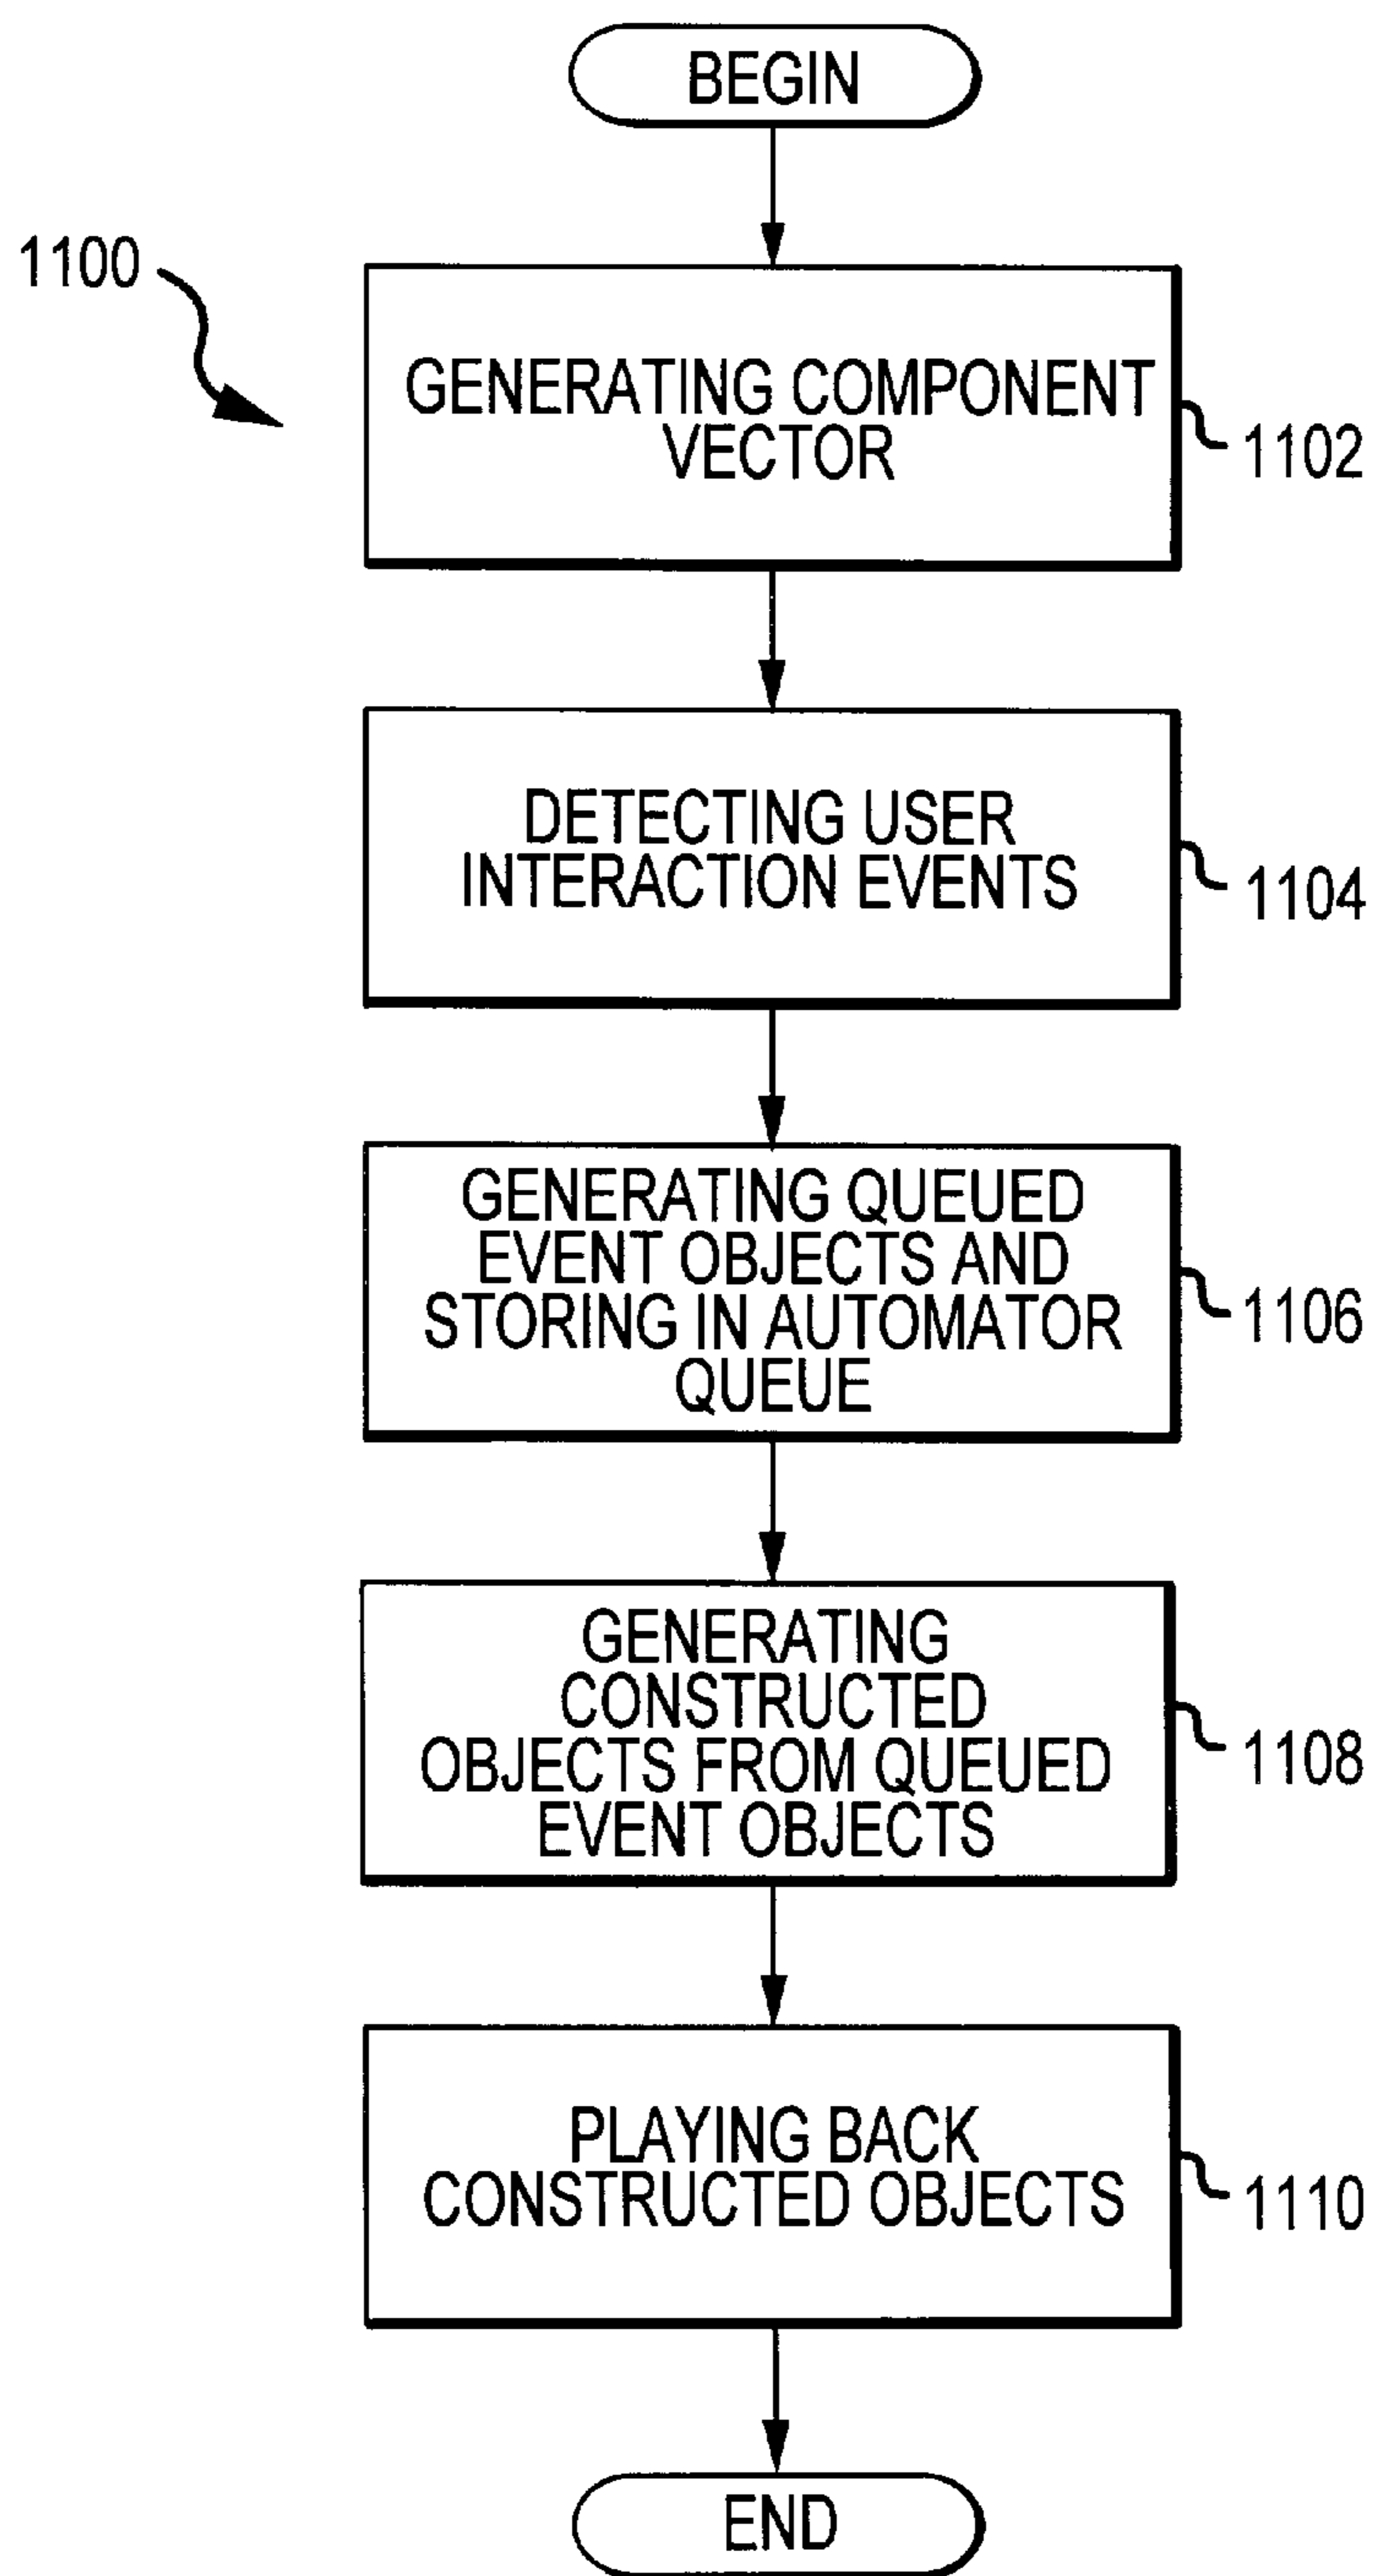 BEGIN
1100
GENERATING COMPONENT
VECTOR
1102
DETECTING USER
INTERACTION EVENTS
1104
GENERATING QUEUED
EVENT OBJECTS AND
STORING IN AUTOMATOR
QUEUE
1106
GENERATING
CONSTRUCTED
OBJECTS FROM QUEUED
EVENT OBJECTS
1108
PLAYING BACK
CONSTRUCTED OBJECTS
1110
END